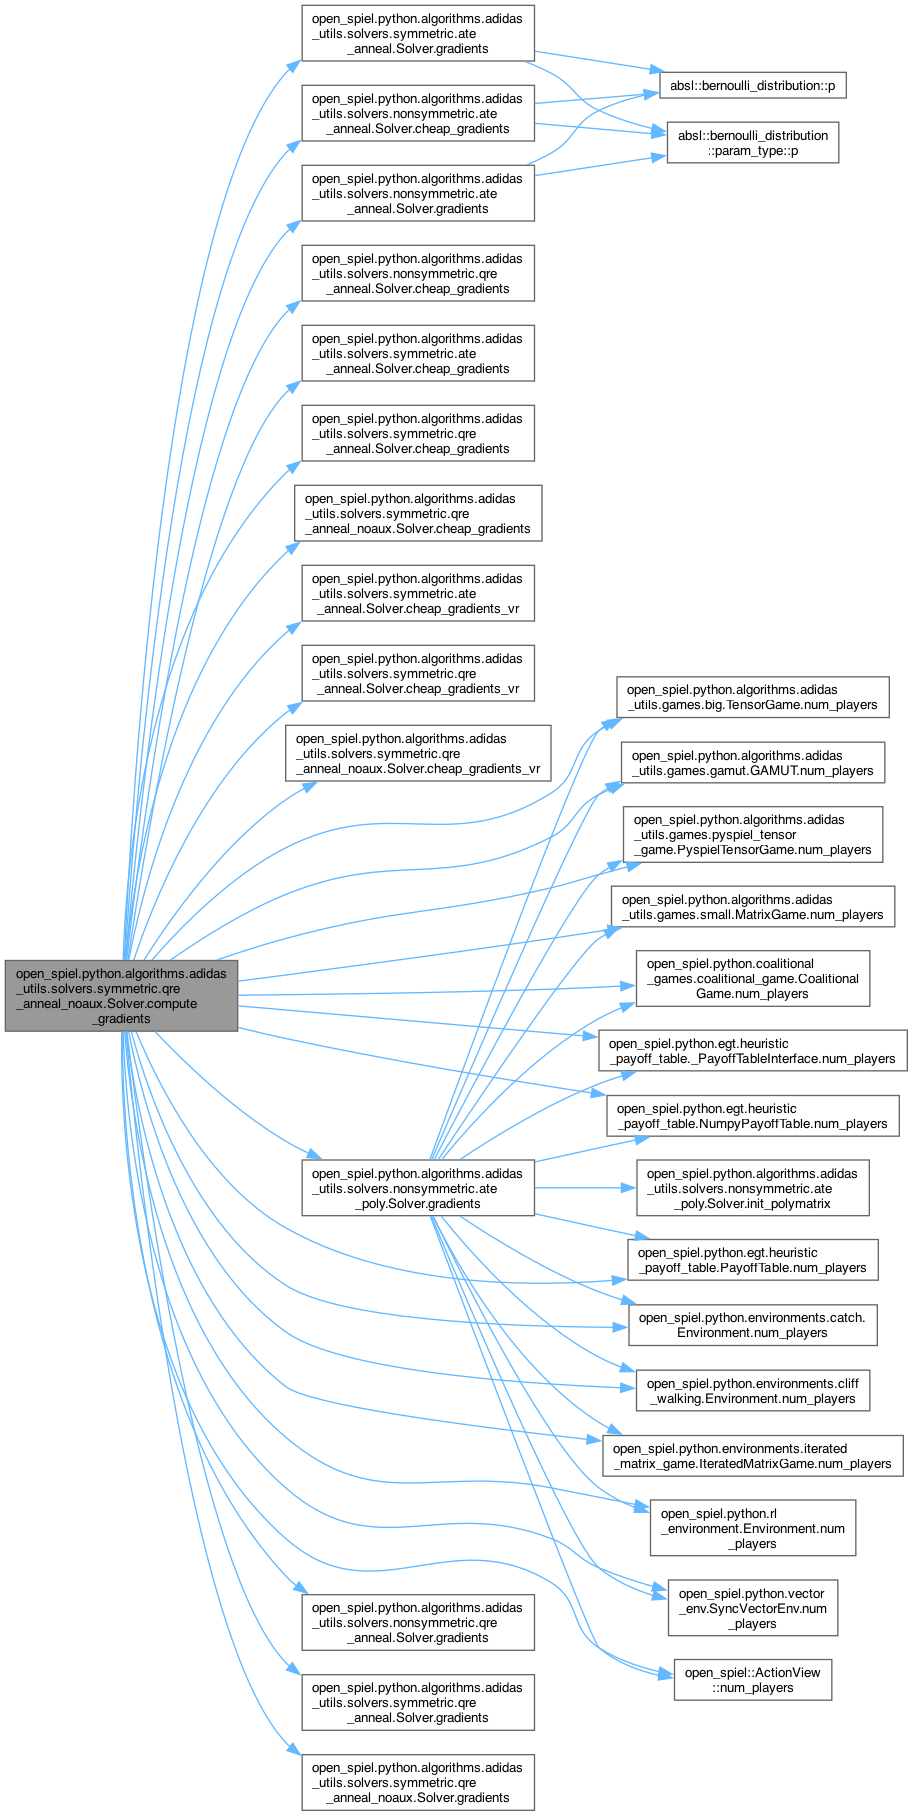 open_spiel.python.algorithms.adidas
_utils.solvers.symmetric.ate
_anneal.Solver.gradients
absl::bernoulli_distribution::p
open_spiel.python.algorithms.adidas
_utils.solvers.nonsymmetric.ate
_anneal.Solver.cheap_gradients
absl::bernoulli_distribution
::param_type::p
open_spiel.python.algorithms.adidas
_utils.solvers.nonsymmetric.ate
_anneal.Solver.gradients
open_spiel.python.algorithms.adidas
_utils.solvers.nonsymmetric.qre
_anneal.Solver.cheap_gradients
open_spiel.python.algorithms.adidas
_utils.solvers.symmetric.ate
_anneal.Solver.cheap_gradients
open_spiel.python.algorithms.adidas
_utils.solvers.symmetric.qre
_anneal.Solver.cheap_gradients
open_spiel.python.algorithms.adidas
_utils.solvers.symmetric.qre
_anneal_noaux.Solver.cheap_gradients
open_spiel.python.algorithms.adidas
_utils.solvers.symmetric.ate
_anneal.Solver.cheap_gradients_vr
open_spiel.python.algorithms.adidas
_utils.solvers.symmetric.qre
_anneal.Solver.cheap_gradients_vr
open_spiel.python.algorithms.adidas
_utils.solvers.symmetric.qre
_anneal_noaux.Solver.cheap_gradients_vr
open_spiel.python.algorithms.adidas
_utils.games.big.TensorGame.num_players
open_spiel.python.algorithms.adidas
_utils.games.gamut.GAMUT.num_players
open_spiel.python.algorithms.adidas
_utils.games.pyspiel_tensor
_game.PyspielTensorGame.num_players
open_spiel.python.algorithms.adidas
_utils.games.small.MatrixGame.num_players
open_spiel.python.algorithms.adidas
_utils.solvers.symmetric.qre
_anneal_noaux.Solver.compute
_gradients
open_spiel.python.coalitional
_games.coalitional_game.Coalitional
Game.num_players
open_spiel.python.egt.heuristic
_payoff_table._PayoffTableInterface.num_players
open_spiel.python.egt.heuristic
_payoff_table.NumpyPayoffTable.num_players
open_spiel.python.algorithms.adidas
_utils.solvers.nonsymmetric.ate
_poly.Solver.gradients
open_spiel.python.algorithms.adidas
_utils.solvers.nonsymmetric.ate
_poly.Solver.init_polymatrix
open_spiel.python.egt.heuristic
_payoff_table.PayoffTable.num_players
open_spiel.python.environments.catch.
Environment.num_players
open_spiel.python.environments.cliff
_walking.Environment.num_players
open_spiel.python.environments.iterated
_matrix_game.IteratedMatrixGame.num_players
open_spiel.python.rl
_environment.Environment.num
_players
open_spiel.python.vector
_env.SyncVectorEnv.num
_players
open_spiel::ActionView
::num_players
open_spiel.python.algorithms.adidas
_utils.solvers.nonsymmetric.qre
_anneal.Solver.gradients
open_spiel.python.algorithms.adidas
_utils.solvers.symmetric.qre
_anneal.Solver.gradients
open_spiel.python.algorithms.adidas
_utils.solvers.symmetric.qre
_anneal_noaux.Solver.gradients